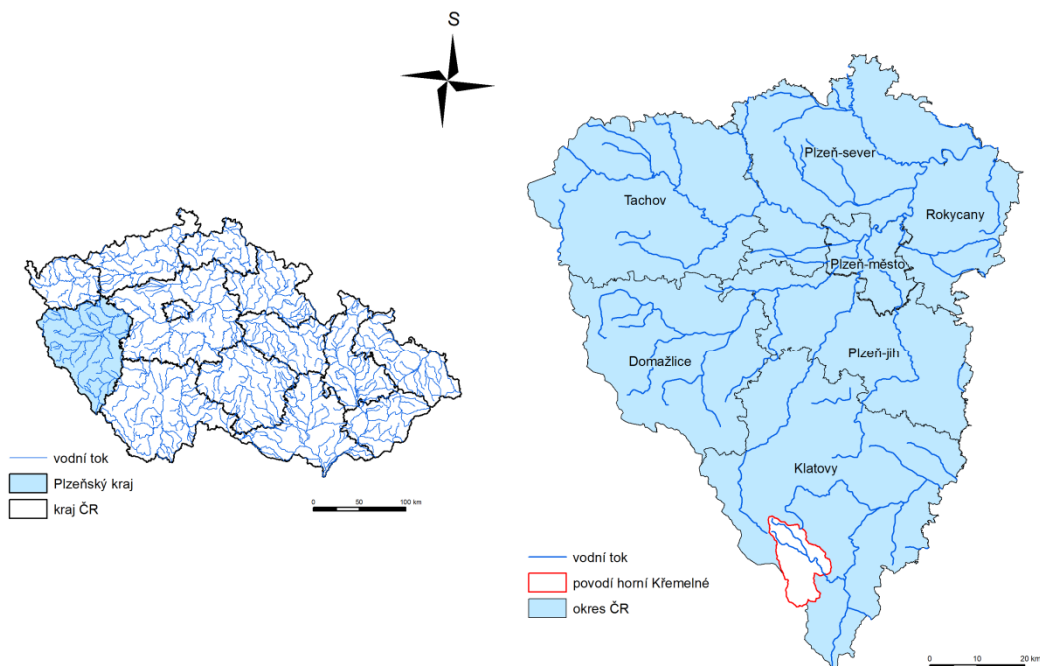 S
Plzeň-sever
Tachov
Rokycany
Plzeň-město
Domažlice
Plzeň-jih
Klatovy
vodní tok
Plzeňský kraj
kraj ČR
0 50 100 km
vodní tok
povodí horní Křemelné
okres ČR
0 10 20 km